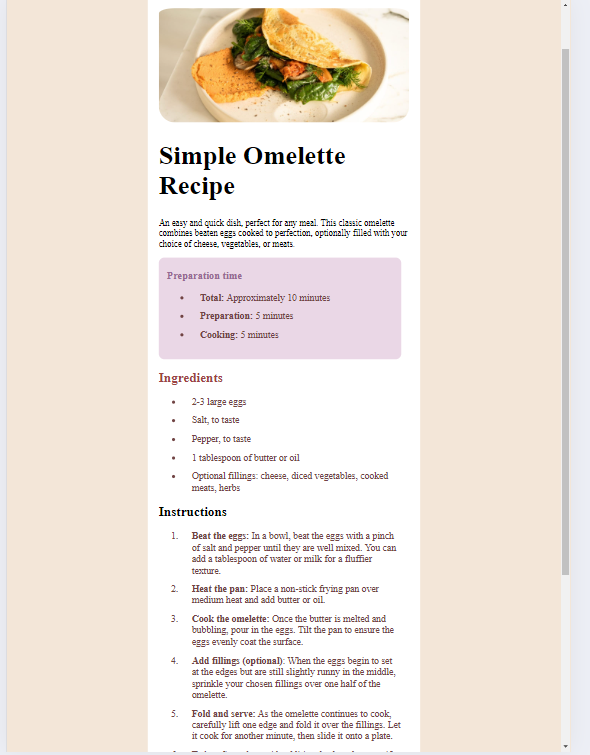 Simple Omelette
Recipe
An easy and quick dish, perfect for any meal. This classic omelette
combines beaten eggs cooked to perfection, optionally filled with your
choice of cheese, vegetables, or meats.
Preparation time
• Total: Approximately 10 minutes
• Preparation: 5 minutes
• Cooking: 5 minutes
Ingredients
• 2-3 large eggs
• Salt, to taste
• Pepper, to taste
• 1 tablespoon of butter or oil
• Optional fillings: cheese, diced vegetables, cooked
meats, herbs
Instructions
1. Beat the eggs: In a bowl, beat the eggs with a pinch
of salt and pepper until they are well mixed. You can
add a tablespoon of water or milk for a fluffier
texture.
2. Heat the pan: Place a non-stick frying pan over
medium heat and add butter or oil.
3. Cook the omelette: Once the butter is melted and
bubbling, pour in the eggs. Tilt the pan to ensure the
eggs evenly coat the surface.
4. Add fillings (optional): When the eggs begin to set
at the edges but are still slightly runny in the middle,
sprinkle your chosen fillings over one half of the
omelette.
5. Fold and serve: As the omelette continues to cook,
carefully lift one edge and fold it over the fillings. Let
it cook for another minute, then slide it onto a plate.